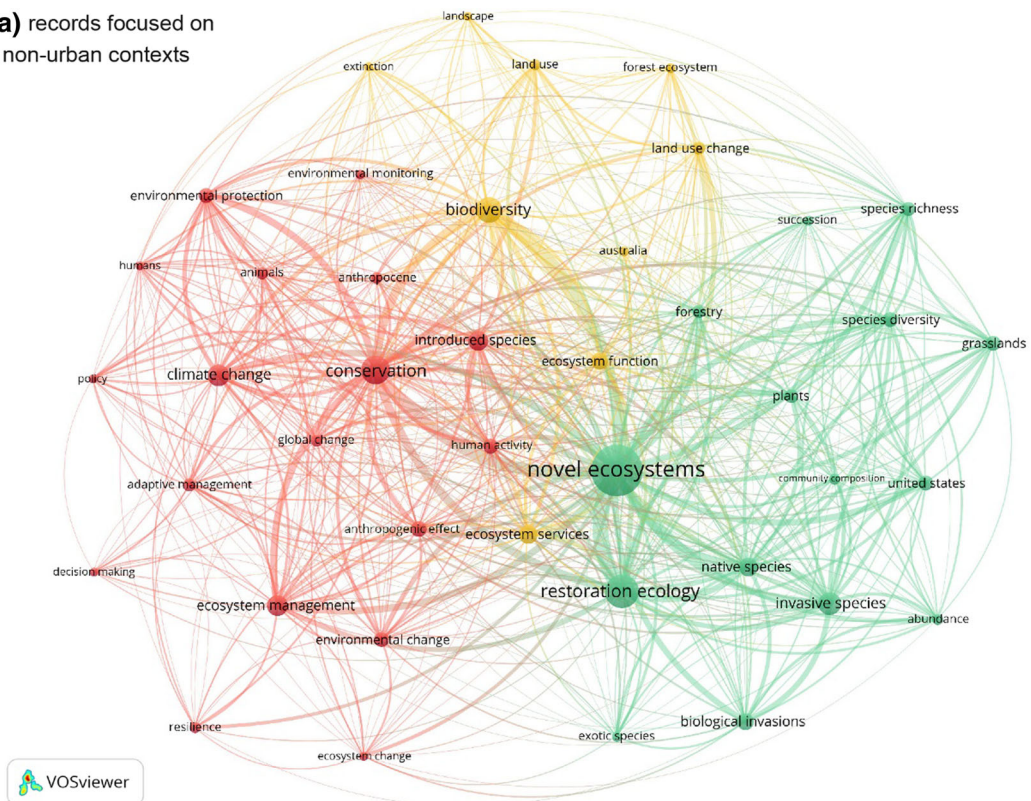 a) records focused on
non-urban contexts
landscape
extinction
land use
forest ecosystem
land use change
environmental monitoring
environmental protection
biodiversity
species richness
succession
australia
humans
animals
anthropocene
forestry
species diversity
introduced species
grasslands
ecosystem function
conservation
climate change
policy
plants
global change
human activity
novel ecosystems
community composition
united states
adaptive management
anthropogenic effect
ecosystem services
native species
decision making
restoration ecology
ecosystem management
invasive species
abundance
environmental change
biological invasions
resilience
exotic species
ecosystem change
VOSviewer